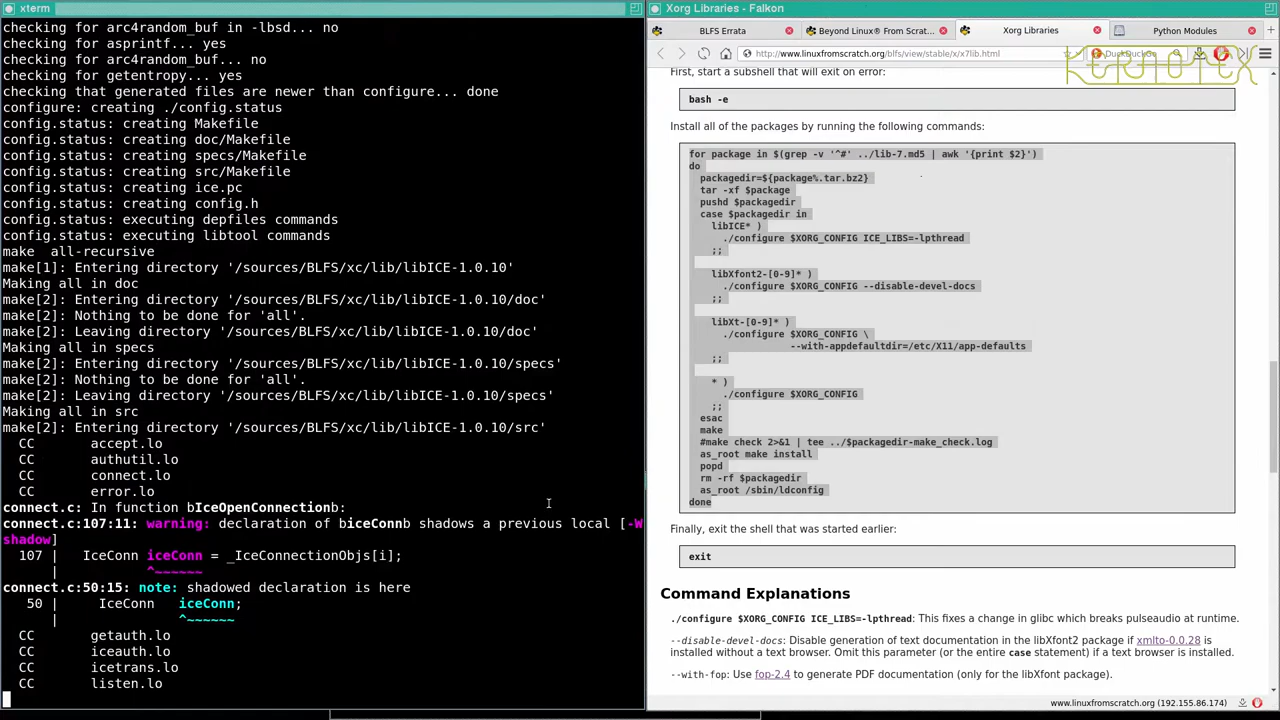 xterm
checking for arc4random_buf in -lbsd... no
checking for asprintf... yes
checking for arc4random_buf... no
checking for getentropy... yes
checking that generated files are newer than configure... done
configure: creating ./config.status
config.status: creating Makefile
config.status: creating doc/Makefile
config.status: creating specs/Makefile
config.status: creating src/Makefile
config.status: creating ice.pc
config.status: creating config.h
config.status: executing depfiles commands
config.status: executing libtool commands
make  all-recursive
make[1]: Entering directory '/sources/BLFS/xc/lib/libICE-1.0.10'
Making all in doc
make[2]: Entering directory '/sources/BLFS/xc/lib/libICE-1.0.10/doc'
make[2]: Nothing to be done for 'all'.
make[2]: Leaving directory '/sources/BLFS/xc/lib/libICE-1.0.10/doc'
Making all in specs
make[2]: Entering directory '/sources/BLFS/xc/lib/libICE-1.0.10/specs'
make[2]: Nothing to be done for 'all'.
make[2]: Leaving directory '/sources/BLFS/xc/lib/libICE-1.0.10/specs'
Making all in src
make[2]: Entering directory '/sources/BLFS/xc/lib/libICE-1.0.10/src'
  CC       accept.lo
  CC       authutil.lo
  CC       connect.lo
  CC       error.lo
connect.c: In function bIceOpenConnectionb:
connect.c:107:11: warning: declaration of biceConnb shadows a previous local [-W
shadow]
  107 |   IceConn iceConn = _IceConnectionObjs[i];
      |           ^~~~~~~
connect.c:50:15: note: shadowed declaration is here
   50 |     IceConn   iceConn;
      |               ^~~~~~~
  CC       getauth.lo
  CC       iceauth.lo
  CC       icetrans.lo
  CC       listen.lo
Xorg Libraries - Falkon
BLFS Errata
Beyond Linux® From Scrat...
Xorg Libraries
Python Modules
http://www.linuxfromscratch.org/blfs/view/stable/x/x7lib.html
DuckDuckGo
KERNOTEX
First, start a subshell that will exit on error:
bash -e
Install all of the packages by running the following commands:
for package in $(grep -v '^#' ../lib-7.md5 | awk '{print $2}')
do
  packagedir=${package%.tar.bz2}
  tar -xf $package
  pushd $packagedir
  case $packagedir in
    libICE* )
      ./configure $XORG_CONFIG ICE_LIBS=-lpthread
    ;;
    libXfont2-[0-9]* )
      ./configure $XORG_CONFIG --disable-devel-docs
    ;;
    libXt-[0-9]* )
      ./configure $XORG_CONFIG \
                  --with-appdefaultdir=/etc/X11/app-defaults
    ;;
    * )
      ./configure $XORG_CONFIG
    ;;
  esac
  make
  #make check 2>&1 | tee ../$packagedir-make_check.log
  as_root make install
  popd
  rm -rf $packagedir
  as_root /sbin/ldconfig
done
Finally, exit the shell that was started earlier:
exit
Command Explanations
./configure $XORG_CONFIG ICE_LIBS=-lpthread: This fixes a change in glibc which breaks pulseaudio at runtime.
--disable-devel-docs: Disable generation of text documentation in the libXfont2 package if xmlto-0.0.28 is
installed without a text browser. Omit this parameter (or the entire case statement) if a text browser is installed.
--with-fop: Use fop-2.4 to generate PDF documentation (only for the libXfont package).
www.linuxfromscratch.org (192.155.86.174)